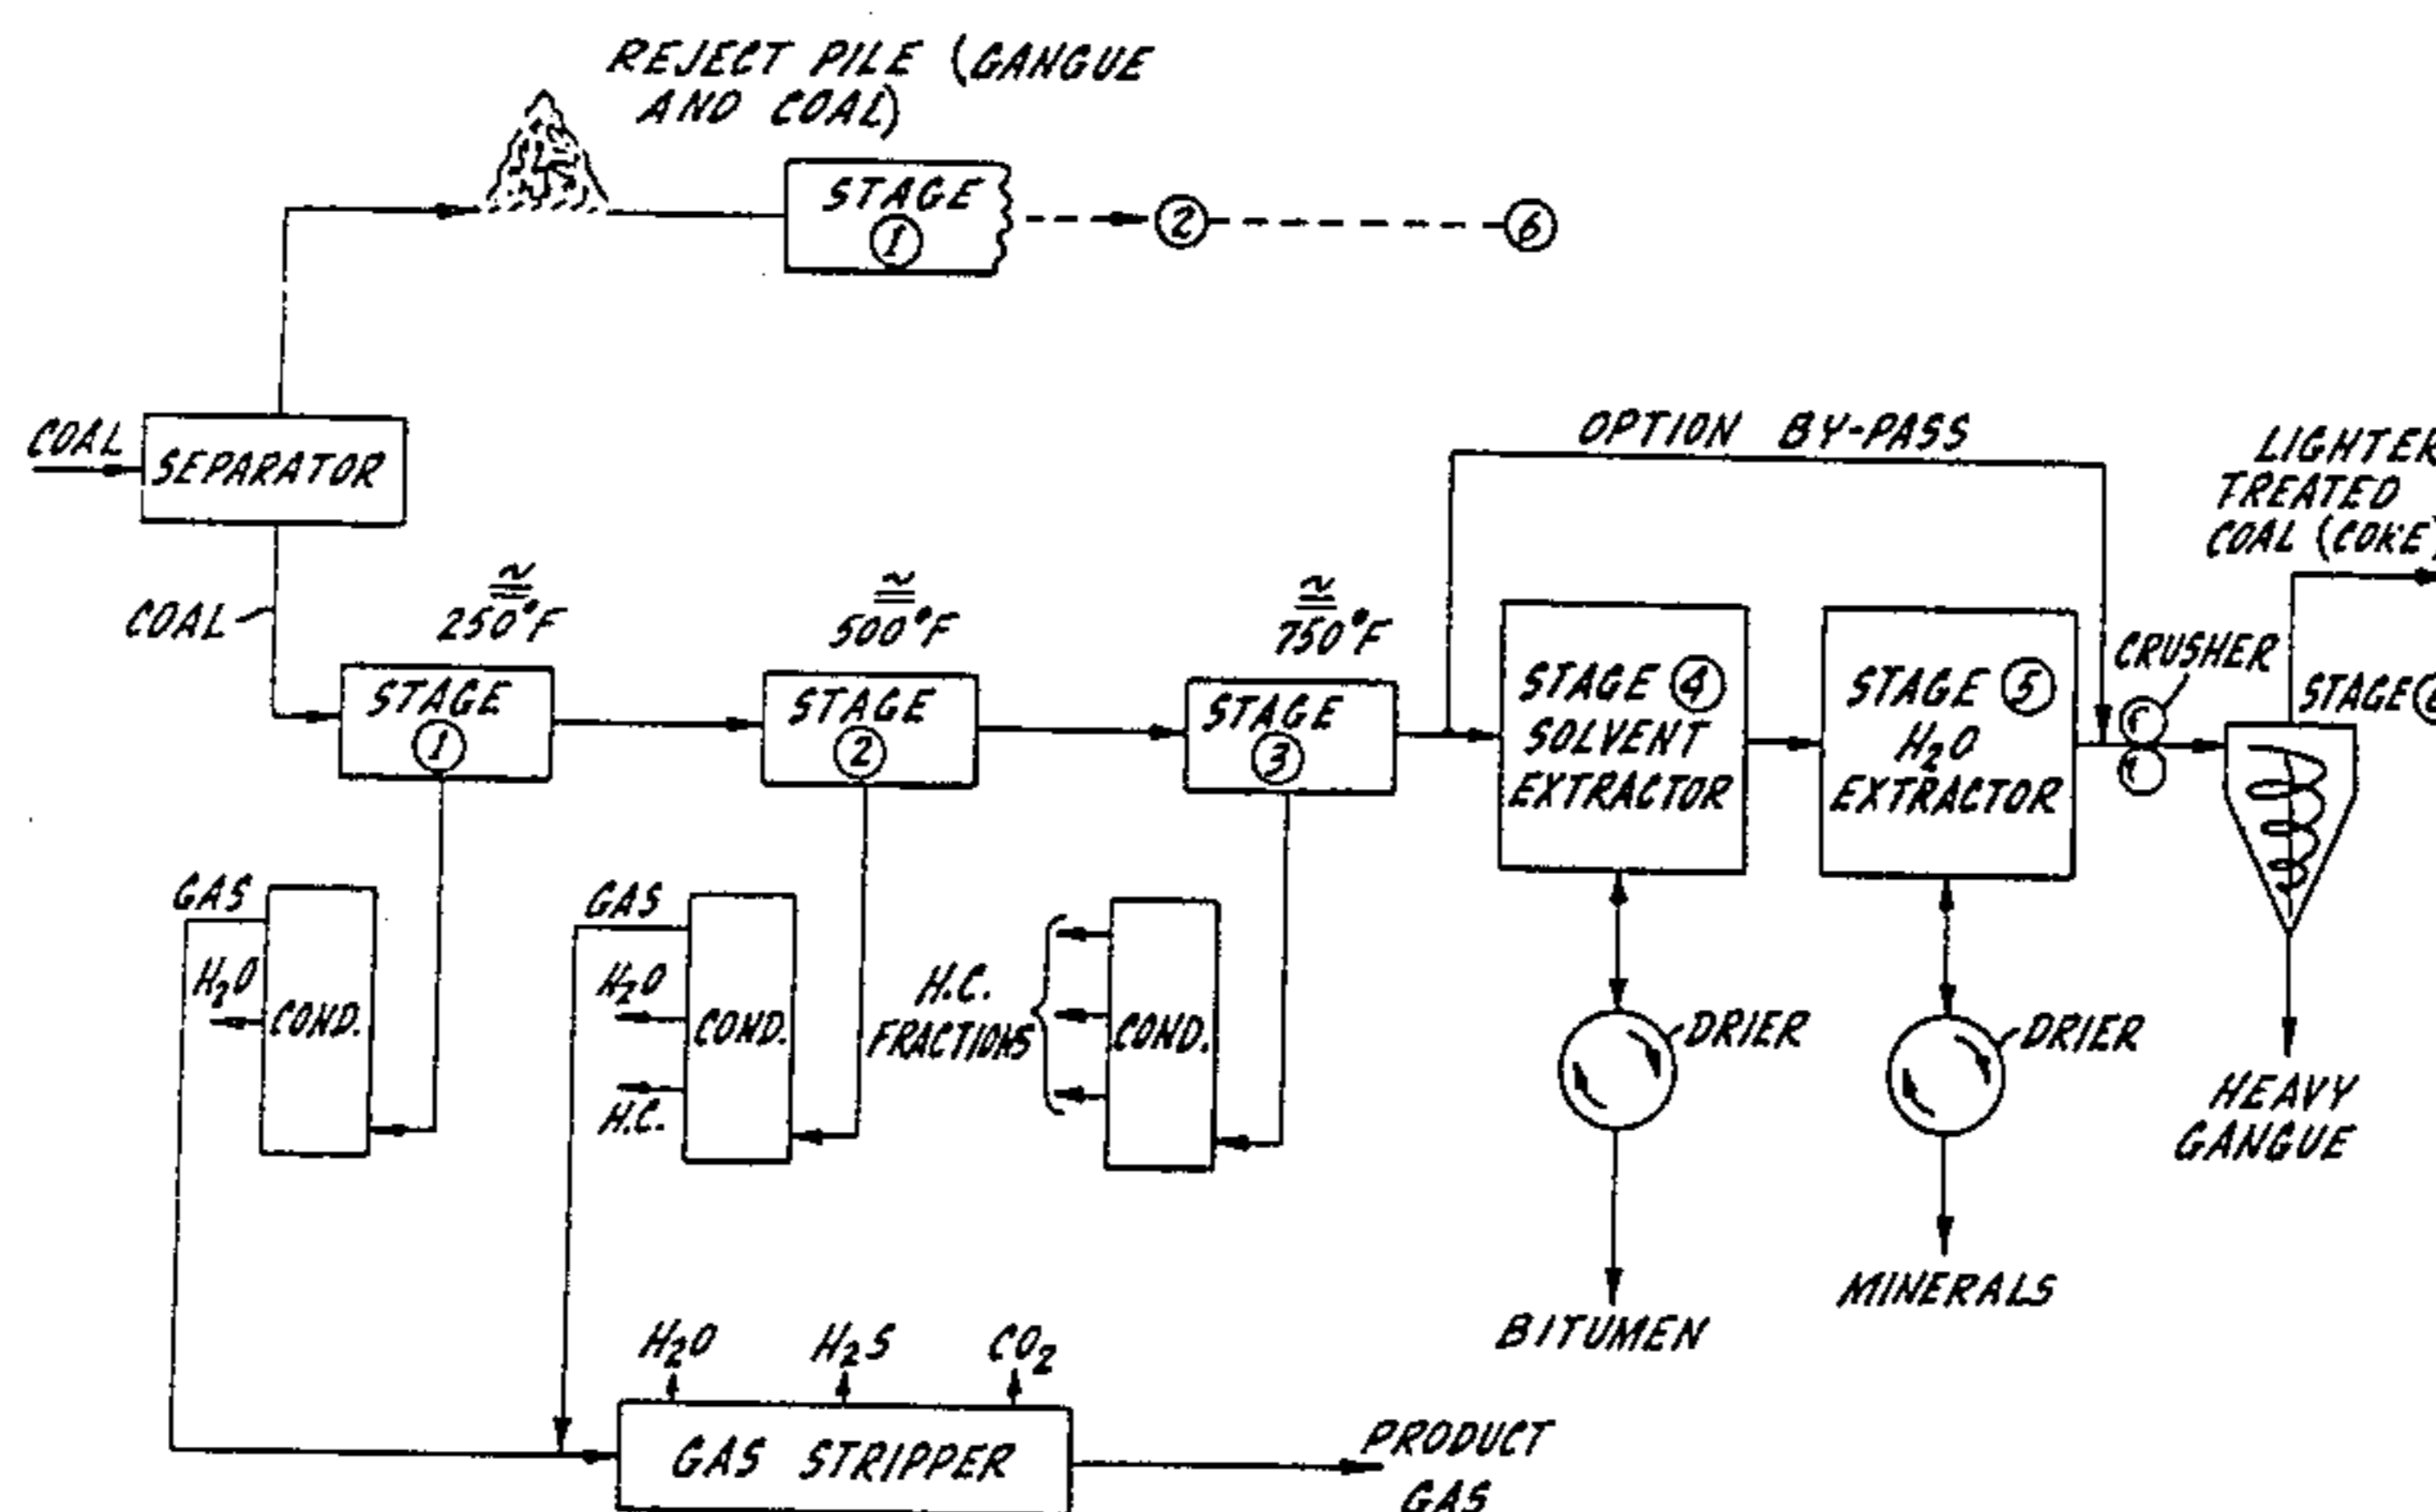 REJECT PILE (GANGUE
AND COAL)
STAGE
1
2
6
COAL
SEPARATOR
OPTION BY-PASS
LIGHTER
TREATED
COAL (COKE)
COAL
≅
250°F
≅
500°F
≅
750°F
STAGE
1
STAGE
2
STAGE
3
STAGE 4
SOLVENT
EXTRACTOR
STAGE 5
H₂O
EXTRACTOR
CRUSHER
STAGE 6
GAS
H₂O
COND.
GAS
H₂O
COND.
H.C.
H.C.
FRACTIONS
COND.
DRIER
DRIER
HEAVY
GANGUE
BITUMEN
MINERALS
H₂O
H₂S
CO₂
GAS STRIPPER
PRODUCT
GAS